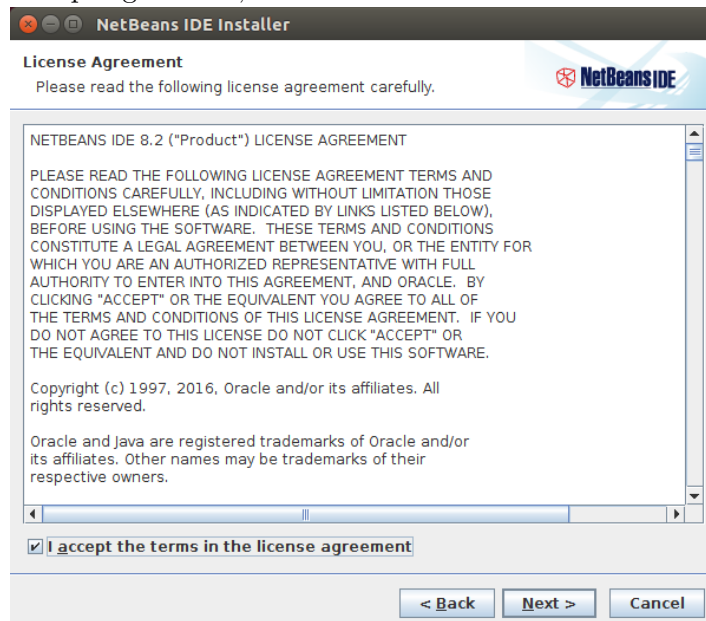 NetBeans IDE Installer
License Agreement
Please read the following license agreement carefully.
NetBeans IDE
NETBEANS IDE 8.2 ("Product") LICENSE AGREEMENT
PLEASE READ THE FOLLOWING LICENSE AGREEMENT TERMS AND
CONDITIONS CAREFULLY, INCLUDING WITHOUT LIMITATION THOSE
DISPLAYED ELSEWHERE (AS INDICATED BY LINKS LISTED BELOW),
BEFORE USING THE SOFTWARE.  THESE TERMS AND CONDITIONS
CONSTITUTE A LEGAL AGREEMENT BETWEEN YOU, OR THE ENTITY FOR
WHICH YOU ARE AN AUTHORIZED REPRESENTATIVE WITH FULL
AUTHORITY TO ENTER INTO THIS AGREEMENT, AND ORACLE.  BY
CLICKING "ACCEPT" OR THE EQUIVALENT YOU AGREE TO ALL OF
THE TERMS AND CONDITIONS OF THIS LICENSE AGREEMENT.  IF YOU
DO NOT AGREE TO THIS LICENSE DO NOT CLICK "ACCEPT" OR
THE EQUIVALENT AND DO NOT INSTALL OR USE THIS SOFTWARE.
Copyright (c) 1997, 2016, Oracle and/or its affiliates. All
rights reserved.
Oracle and Java are registered trademarks of Oracle and/or
its affiliates. Other names may be trademarks of their
respective owners.
I accept the terms in the license agreement
< Back
Next >
Cancel